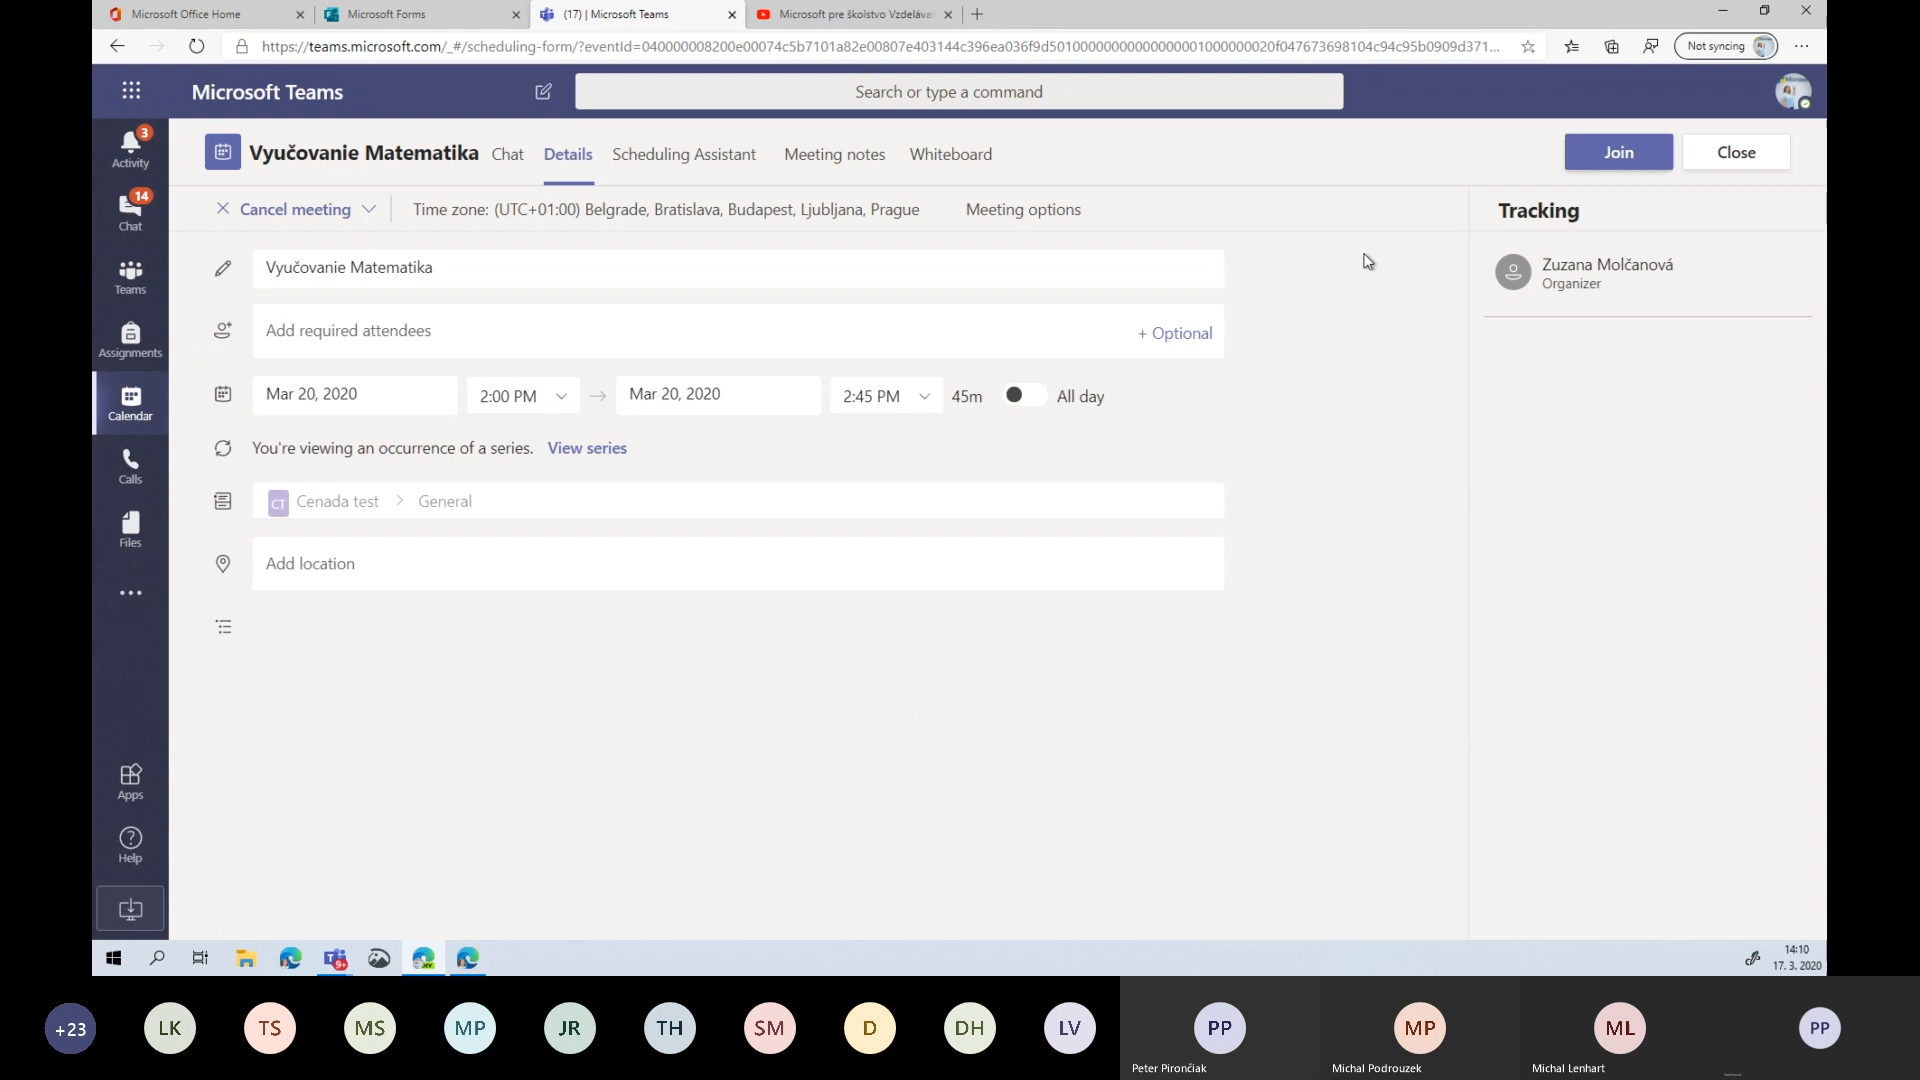 Microsoft Office Home
Microsoft Forms
(17) | Microsoft Teams
Microsoft pre školstvo Vzdeláva
https://teams.microsoft.com/_#/scheduling-form/?eventId=040000008200e00074c5b7101a82e00807e403144c396ea036f9d50100000000000000001000000020f047673698104c94c95b0909d371...
Not syncing
Microsoft Teams
Search or type a command
3
Activity
14
Chat
Teams
Assignments
Calendar
Calls
Files
Apps
Help
Vyučovanie Matematika
Chat
Details
Scheduling Assistant
Meeting notes
Whiteboard
Join
Close
Cancel meeting
Time zone: (UTC+01:00) Belgrade, Bratislava, Budapest, Ljubljana, Prague
Meeting options
Vyučovanie Matematika
Add required attendees
+ Optional
Mar 20, 2020
2:00 PM
Mar 20, 2020
2:45 PM
45m
All day
You're viewing an occurrence of a series. View series
CT
Cenada test > General
Add location
Tracking
Zuzana Molčanová
Organizer
9+
14:10
17. 3. 2020
+23
LK
TS
MS
MP
JR
TH
SM
D
DH
LV
PP
Peter Pirončiak
MP
Michal Podrouzek
ML
Michal Lenhart
PP